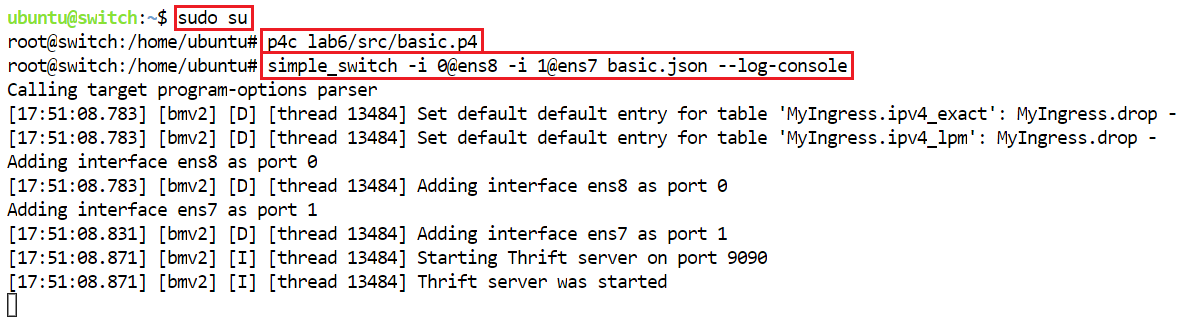 ubuntu@switch:~$ sudo su
root@switch:/home/ubuntu# p4c lab6/src/basic.p4
root@switch:/home/ubuntu# simple_switch -i 0@ens8 -i 1@ens7 basic.json --log-console
Calling target program-options parser
[17:51:08.783] [bmv2] [D] [thread 13484] Set default default entry for table 'MyIngress.ipv4_exact': MyIngress.drop -
[17:51:08.783] [bmv2] [D] [thread 13484] Set default default entry for table 'MyIngress.ipv4_lpm': MyIngress.drop -
Adding interface ens8 as port 0
[17:51:08.783] [bmv2] [D] [thread 13484] Adding interface ens8 as port 0
Adding interface ens7 as port 1
[17:51:08.831] [bmv2] [D] [thread 13484] Adding interface ens7 as port 1
[17:51:08.871] [bmv2] [I] [thread 13484] Starting Thrift server on port 9090
[17:51:08.871] [bmv2] [I] [thread 13484] Thrift server was started